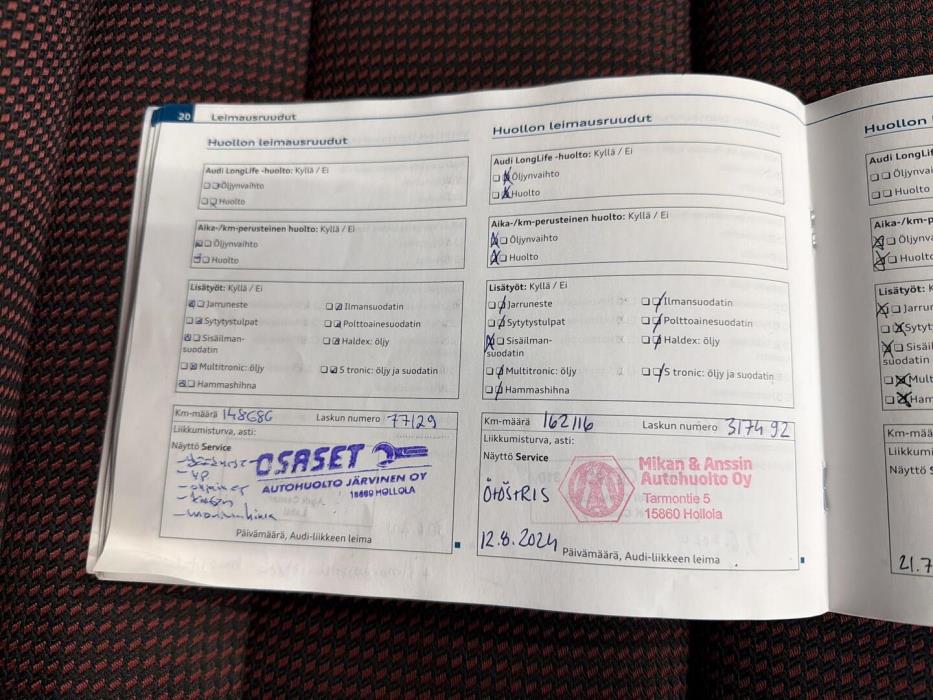 20 Leimausruudut
Huollon leimausruudut
Audi LongLife -huolto: Kyllä / Ei
Öljynvaihto
Huolto
Aika-/km-perusteinen huolto: Kyllä / Ei
Öljynvaihto
Huolto
Lisätyöt: Kyllä / Ei
Jarruneste Ilmansuodatin
Sytytystulpat Polttoainesuodatin
Sisäilman- Haldex: öljy
suodatin
Multitronic: öljy S tronic: öljy ja suodatin
Hammashihna
Km-määrä 148686 Laskun numero 77129
Liikkumisturva, asti:
Näyttö Service
OSASET
AUTOHUOLTO JÄRVINEN OY
15860 HOLLOLA
Päivämäärä, Audi-liikkeen leima
Huollon leimausruudut
Audi LongLife -huolto: Kyllä / Ei
Öljynvaihto
Huolto
Aika-/km-perusteinen huolto: Kyllä / Ei
Öljynvaihto
Huolto
Lisätyöt: Kyllä / Ei
Jarruneste Ilmansuodatin
Sytytystulpat Polttoainesuodatin
Sisäilman- Haldex: öljy
suodatin
Multitronic: öljy S tronic: öljy ja suodatin
Hammashihna
Km-määrä 162116 Laskun numero 317492
Liikkumisturva, asti:
Näyttö Service
Mikan & Anssin
Autohuolto Oy
Tarmontie 5
15860 Hollola
12.8.2024
Päivämäärä, Audi-liikkeen leima
Huollon
Audi LongLif
Öljynvai
Huolto
Aika-/km-p
Öljynva
Huolto
Lisätyöt: K
Jarru
Sytyt
Sisäil
suodatin
Mult
Ham
Km-mää
Liikkumi
Näyttö S
21.7